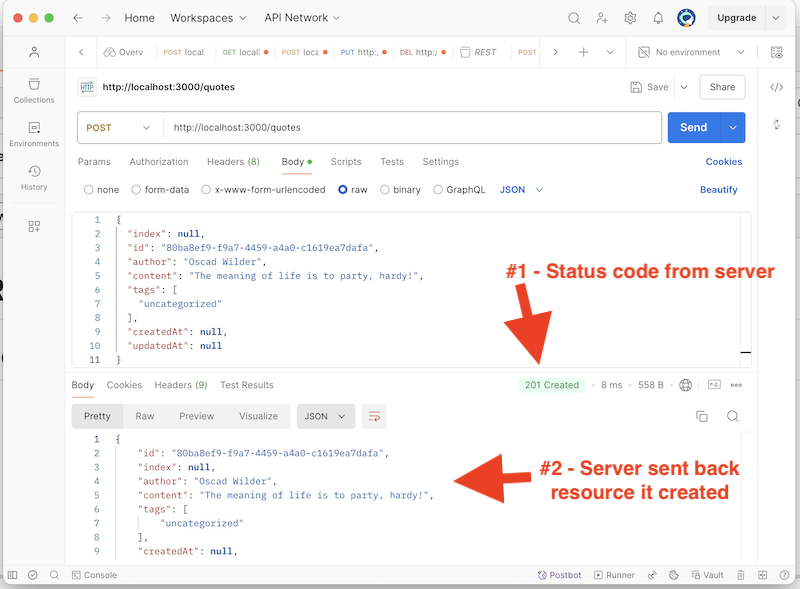 Home Workspaces API Network Upgrade
Overv POST local GET local POST loca PUT http:, DEL http:/ REST POST No environment
HTTP http://localhost:3000/quotes Save Share
POST http://localhost:3000/quotes Send
Params Authorization Headers (8) Body Scripts Tests Settings Cookies
none form-data x-www-form-urlencoded raw binary GraphQL JSON Beautify
Collections
Environments
History
1 {
2 "index": null,
3 "id": "80ba8ef9-f9a7-4459-a4a0-c1619ea7dafa",
4 "author": "Oscad Wilder",
5 "content": "The meaning of life is to party, hardy!",
6 "tags": [
7 "uncategorized"
8 ],
9 "createdAt": null,
10 "updatedAt": null
11 }
#1 - Status code from server
Body Cookies Headers (9) Test Results 201 Created 8 ms 558 B
Pretty Raw Preview Visualize JSON
1 {
2 "id": "80ba8ef9-f9a7-4459-a4a0-c1619ea7dafa",
3 "index": null,
4 "author": "Oscad Wilder",
5 "content": "The meaning of life is to party, hardy!",
6 "tags": [
7 "uncategorized"
8 ],
9 "createdAt": null,
#2 - Server sent back
resource it created
Console Postbot Runner Vault